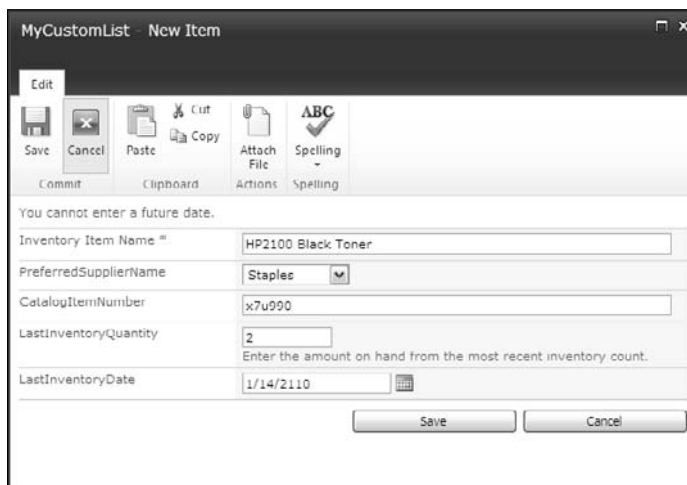 MyCustomList - New Item
Edit
Save
Cancel
Paste
Cut
Copy
Attach File
ABC
Spelling
Commit
Clipboard
Actions
Spelling
You cannot enter a future date.
Inventory Item Name *
HP2100 Black Toner
PreferredSupplierName
Staples
CatalogItemNumber
x7u990
LastInventoryQuantity
2
Enter the amount on hand from the most recent inventory count.
LastInventoryDate
1/14/2110
Save
Cancel